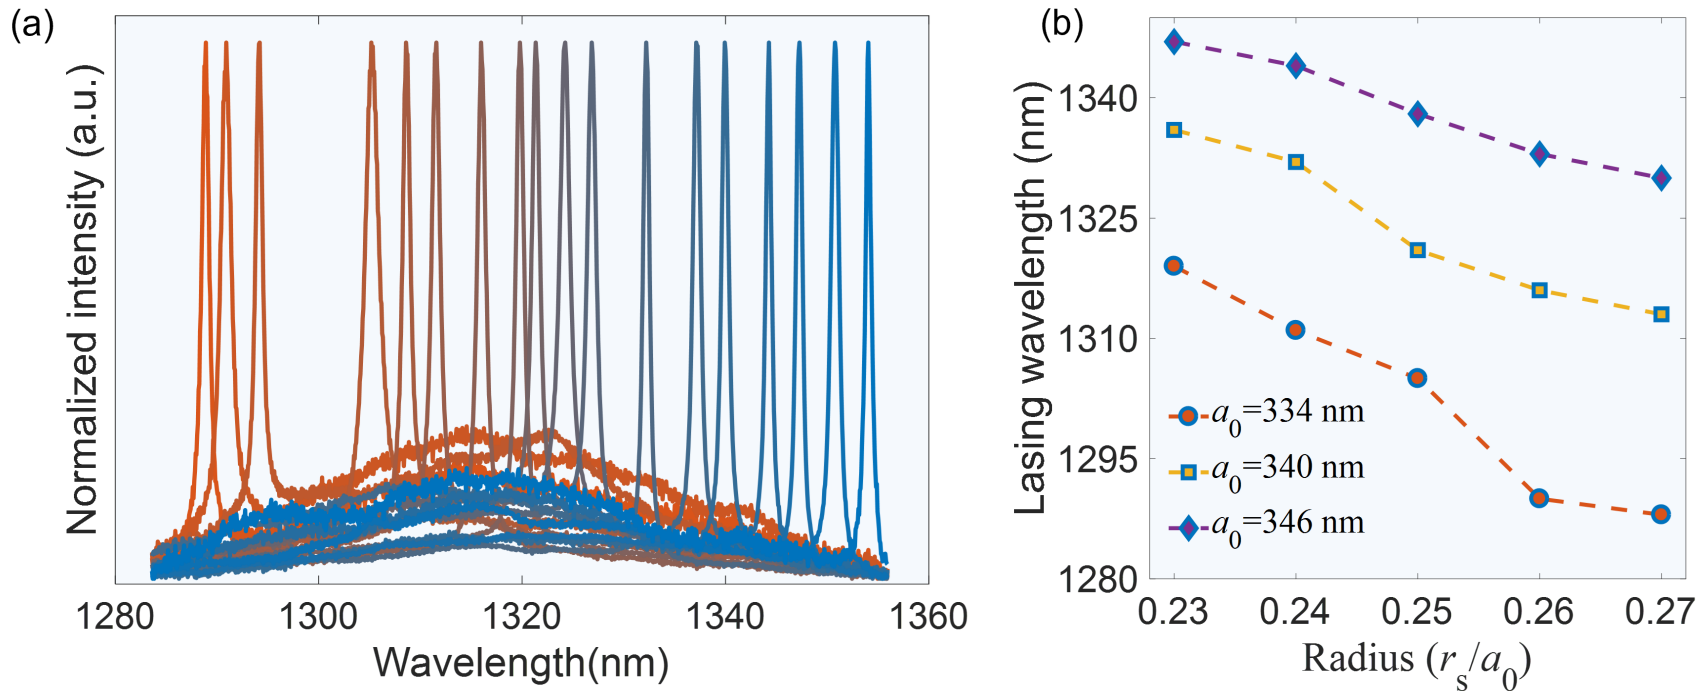 (a)
Normalized intensity (a.u.)
1280 1300 1320 1340 1360
Wavelength(nm)
(b)
Lasing wavelength (nm)
1340
1325
1310
1295
1280
a0=334 nm
a0=340 nm
a0=346 nm
0.23 0.24 0.25 0.26 0.27
Radius (rs/a0)